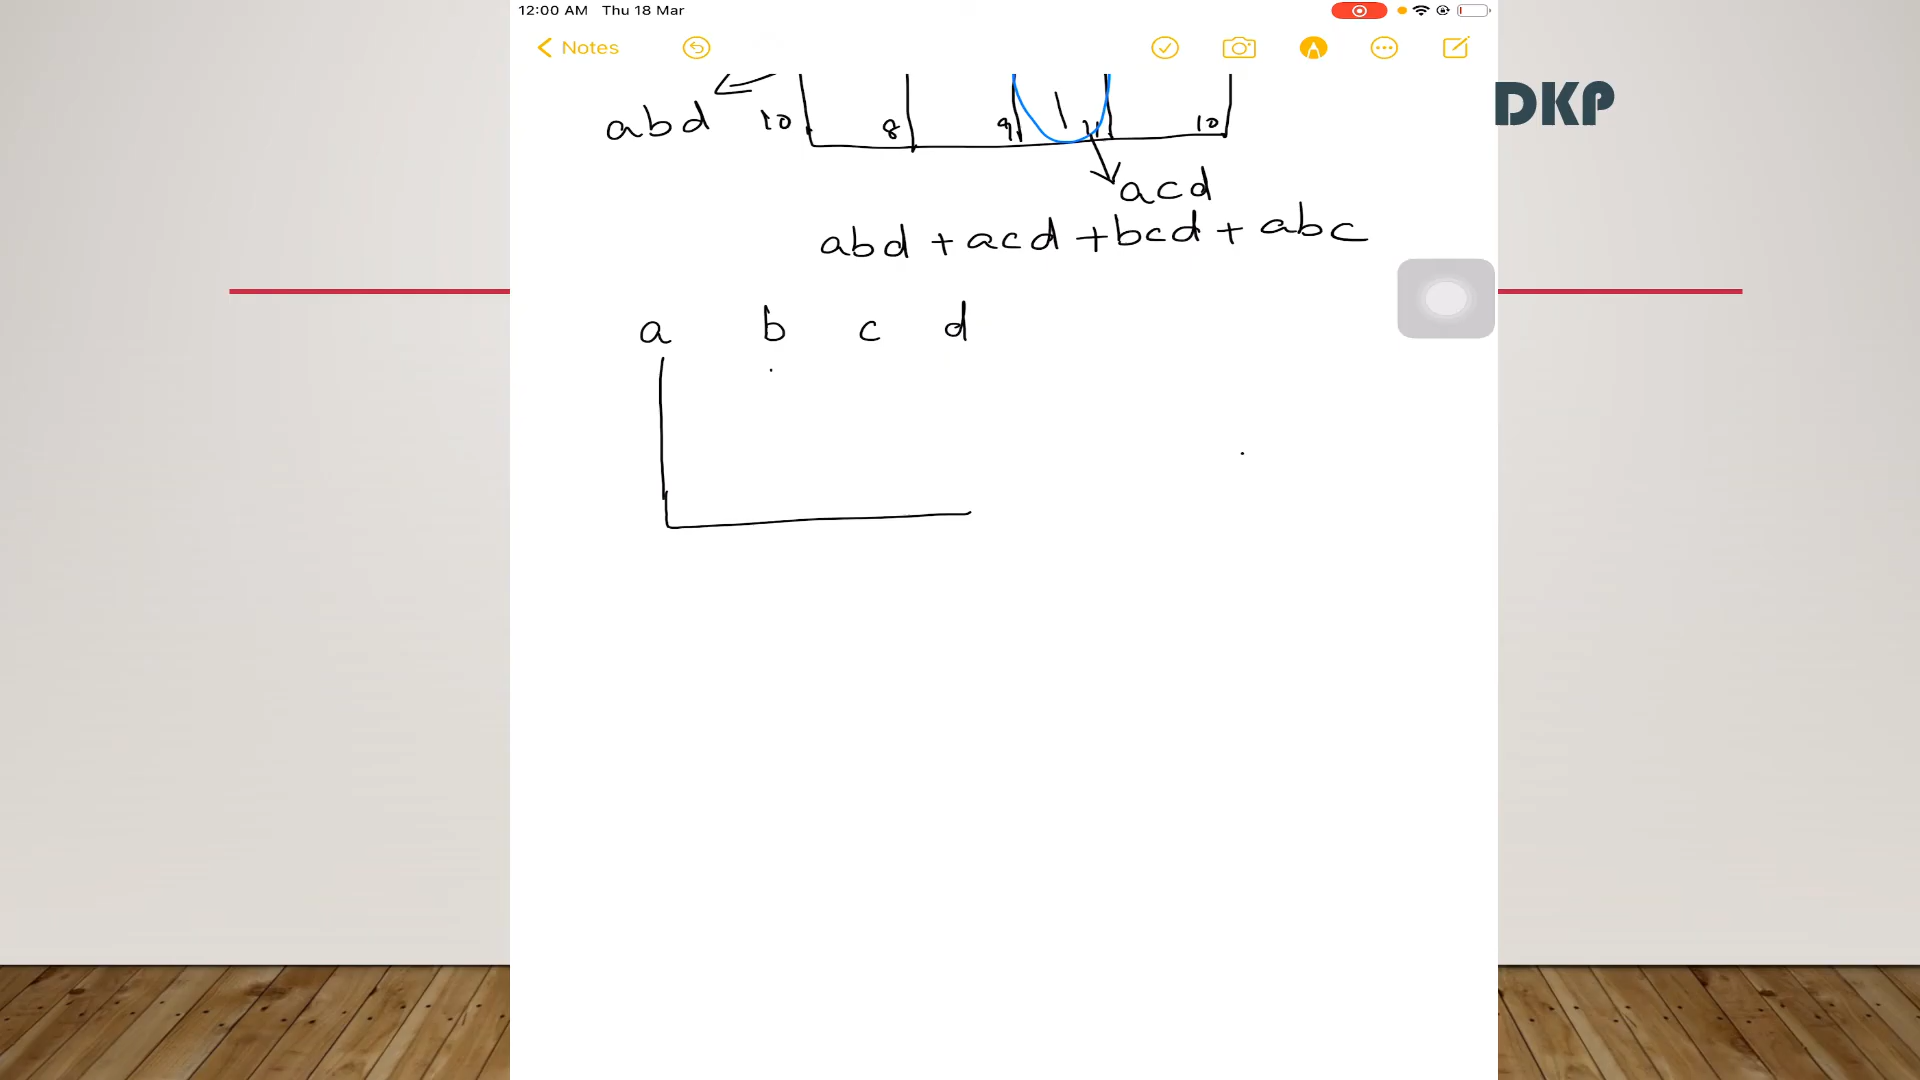 12:00 AM Thu 18 Mar
Notes
DKP
abd 10 8 9 1 11 10
acd
abd + acd + bcd + abc
a b c d